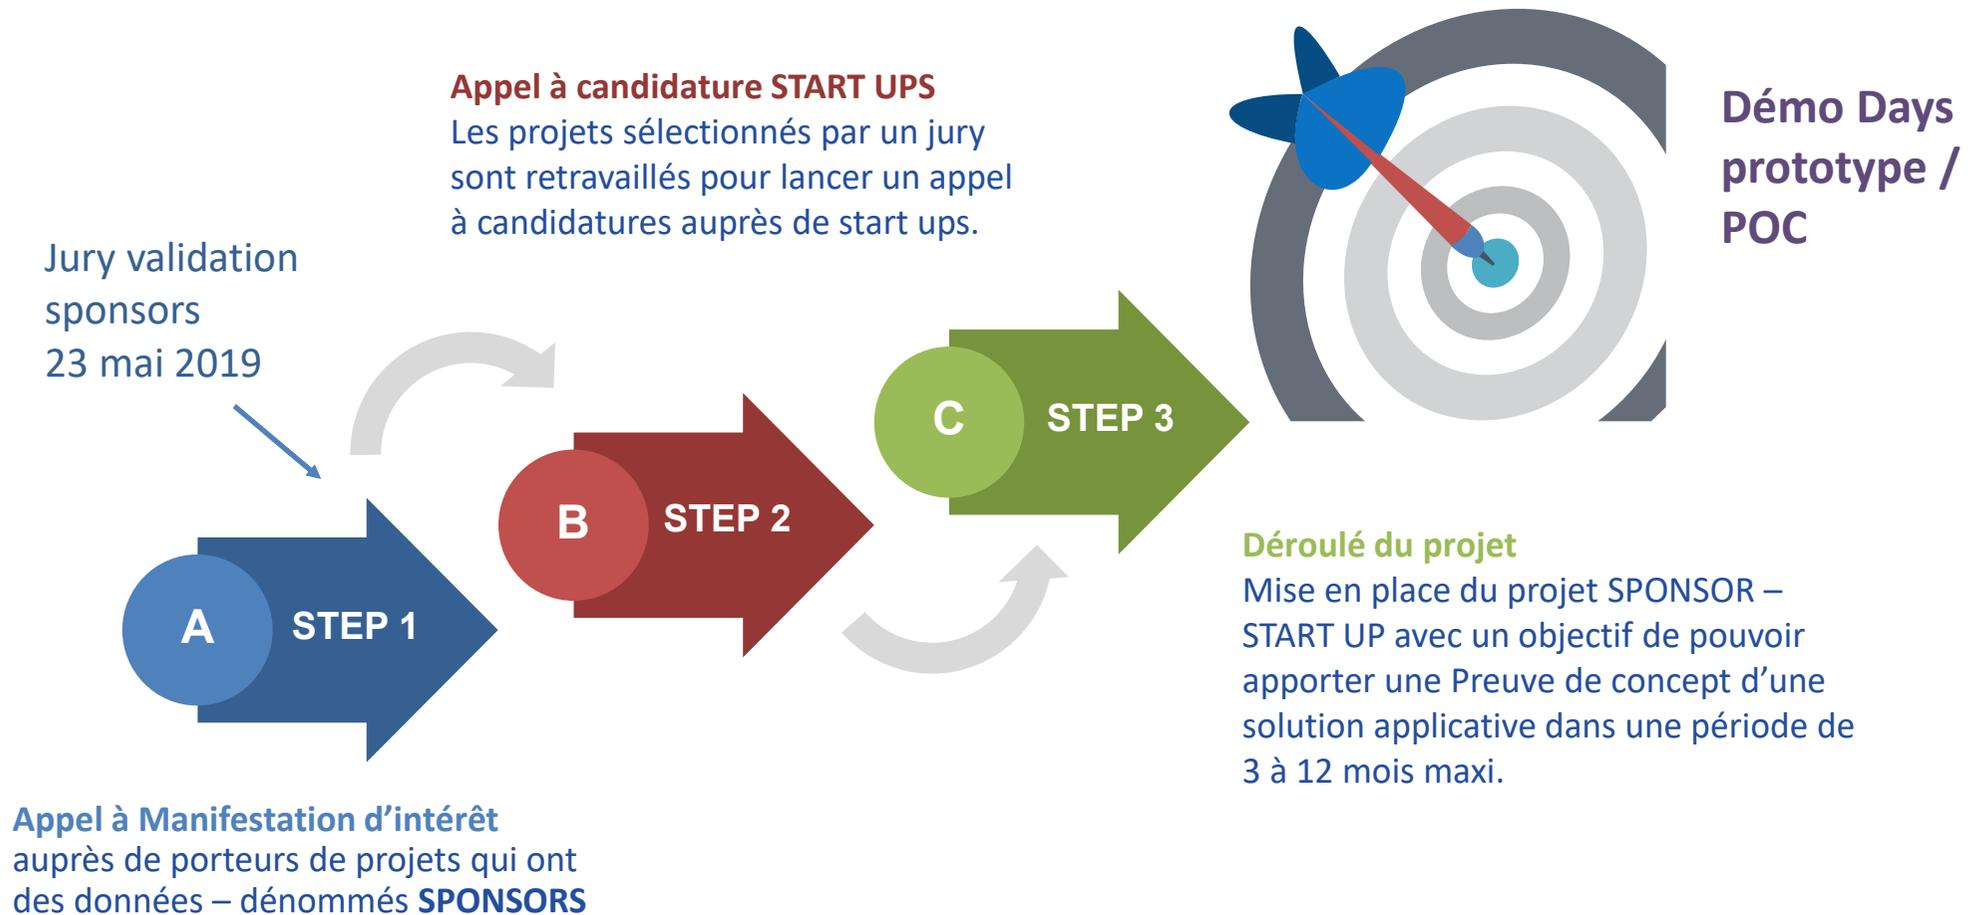 Appel à candidature START UPS
Les projets sélectionnés par un jury
sont retravaillés pour lancer un appel
à candidatures auprès de start ups.
Démo Days
prototype /
POC
Jury validation
sponsors
23 mai 2019
A
STEP 1
B
STEP 2
C
STEP 3
Déroulé du projet
Mise en place du projet SPONSOR –
START UP avec un objectif de pouvoir
apporter une Preuve de concept d’une
solution applicative dans une période de
3 à 12 mois maxi.
Appel à Manifestation d’intérêt
auprès de porteurs de projets qui ont
des données – dénommés SPONSORS